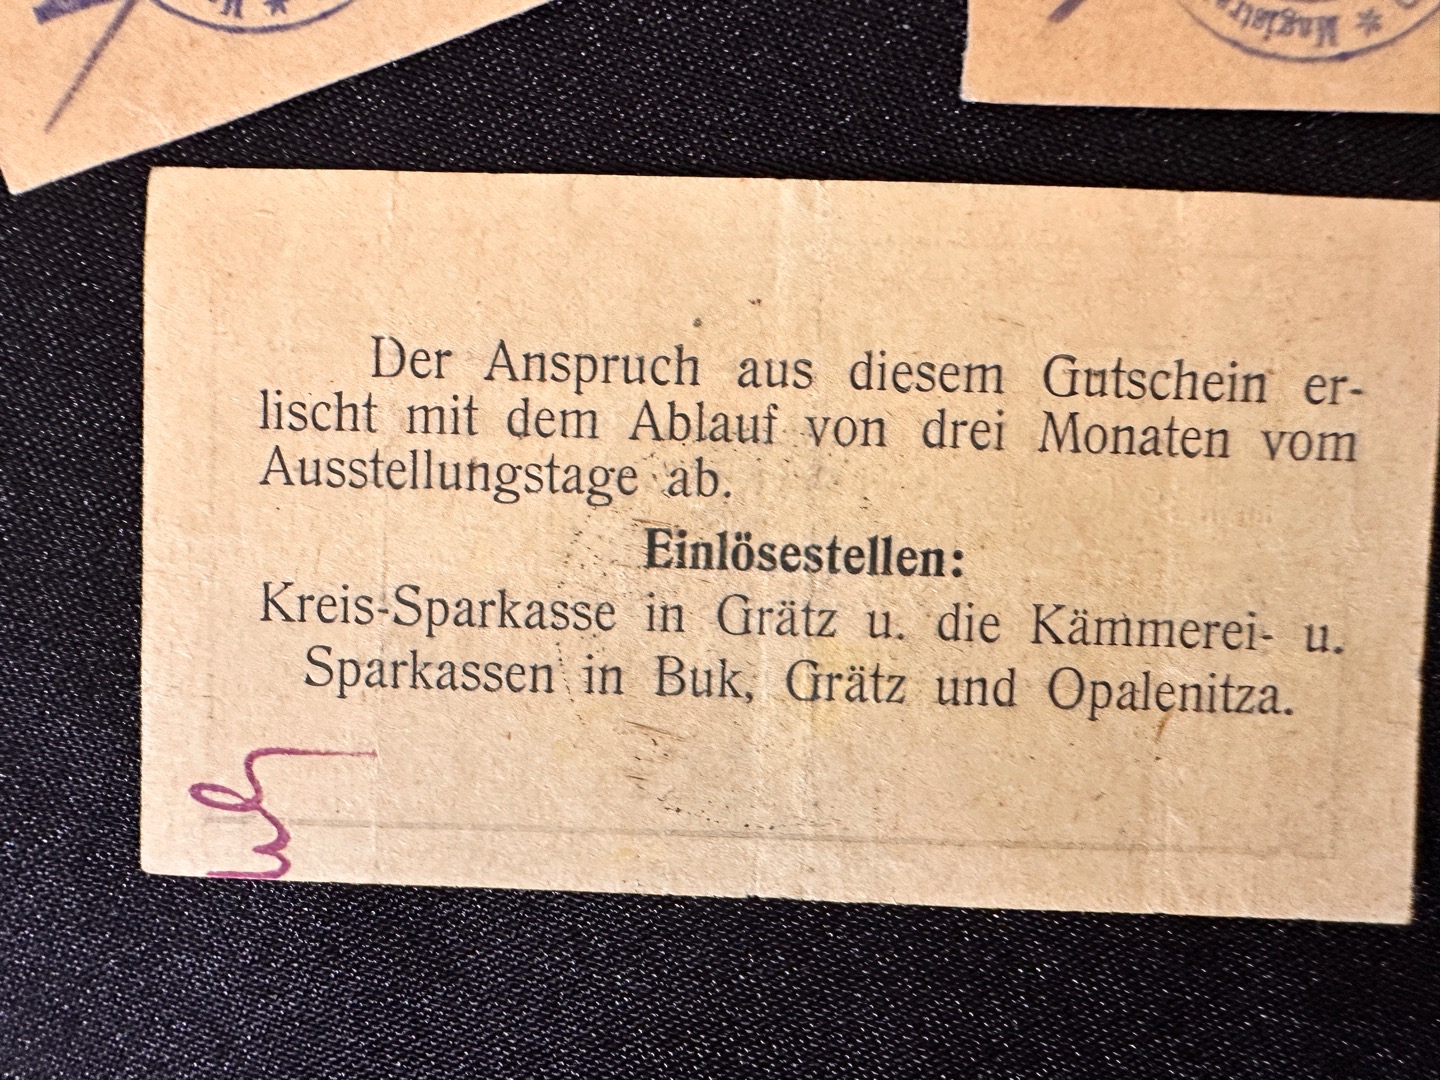 Magistra
Der Anspruch aus diesem Gutschein er-
lischt mit dem Ablauf von drei Monaten vom
Ausstellungstage ab.
Einlösestellen:
Kreis-Sparkasse in Grätz u. die Kämmerei- u.
Sparkassen in Buk, Grätz und Opalenitza.